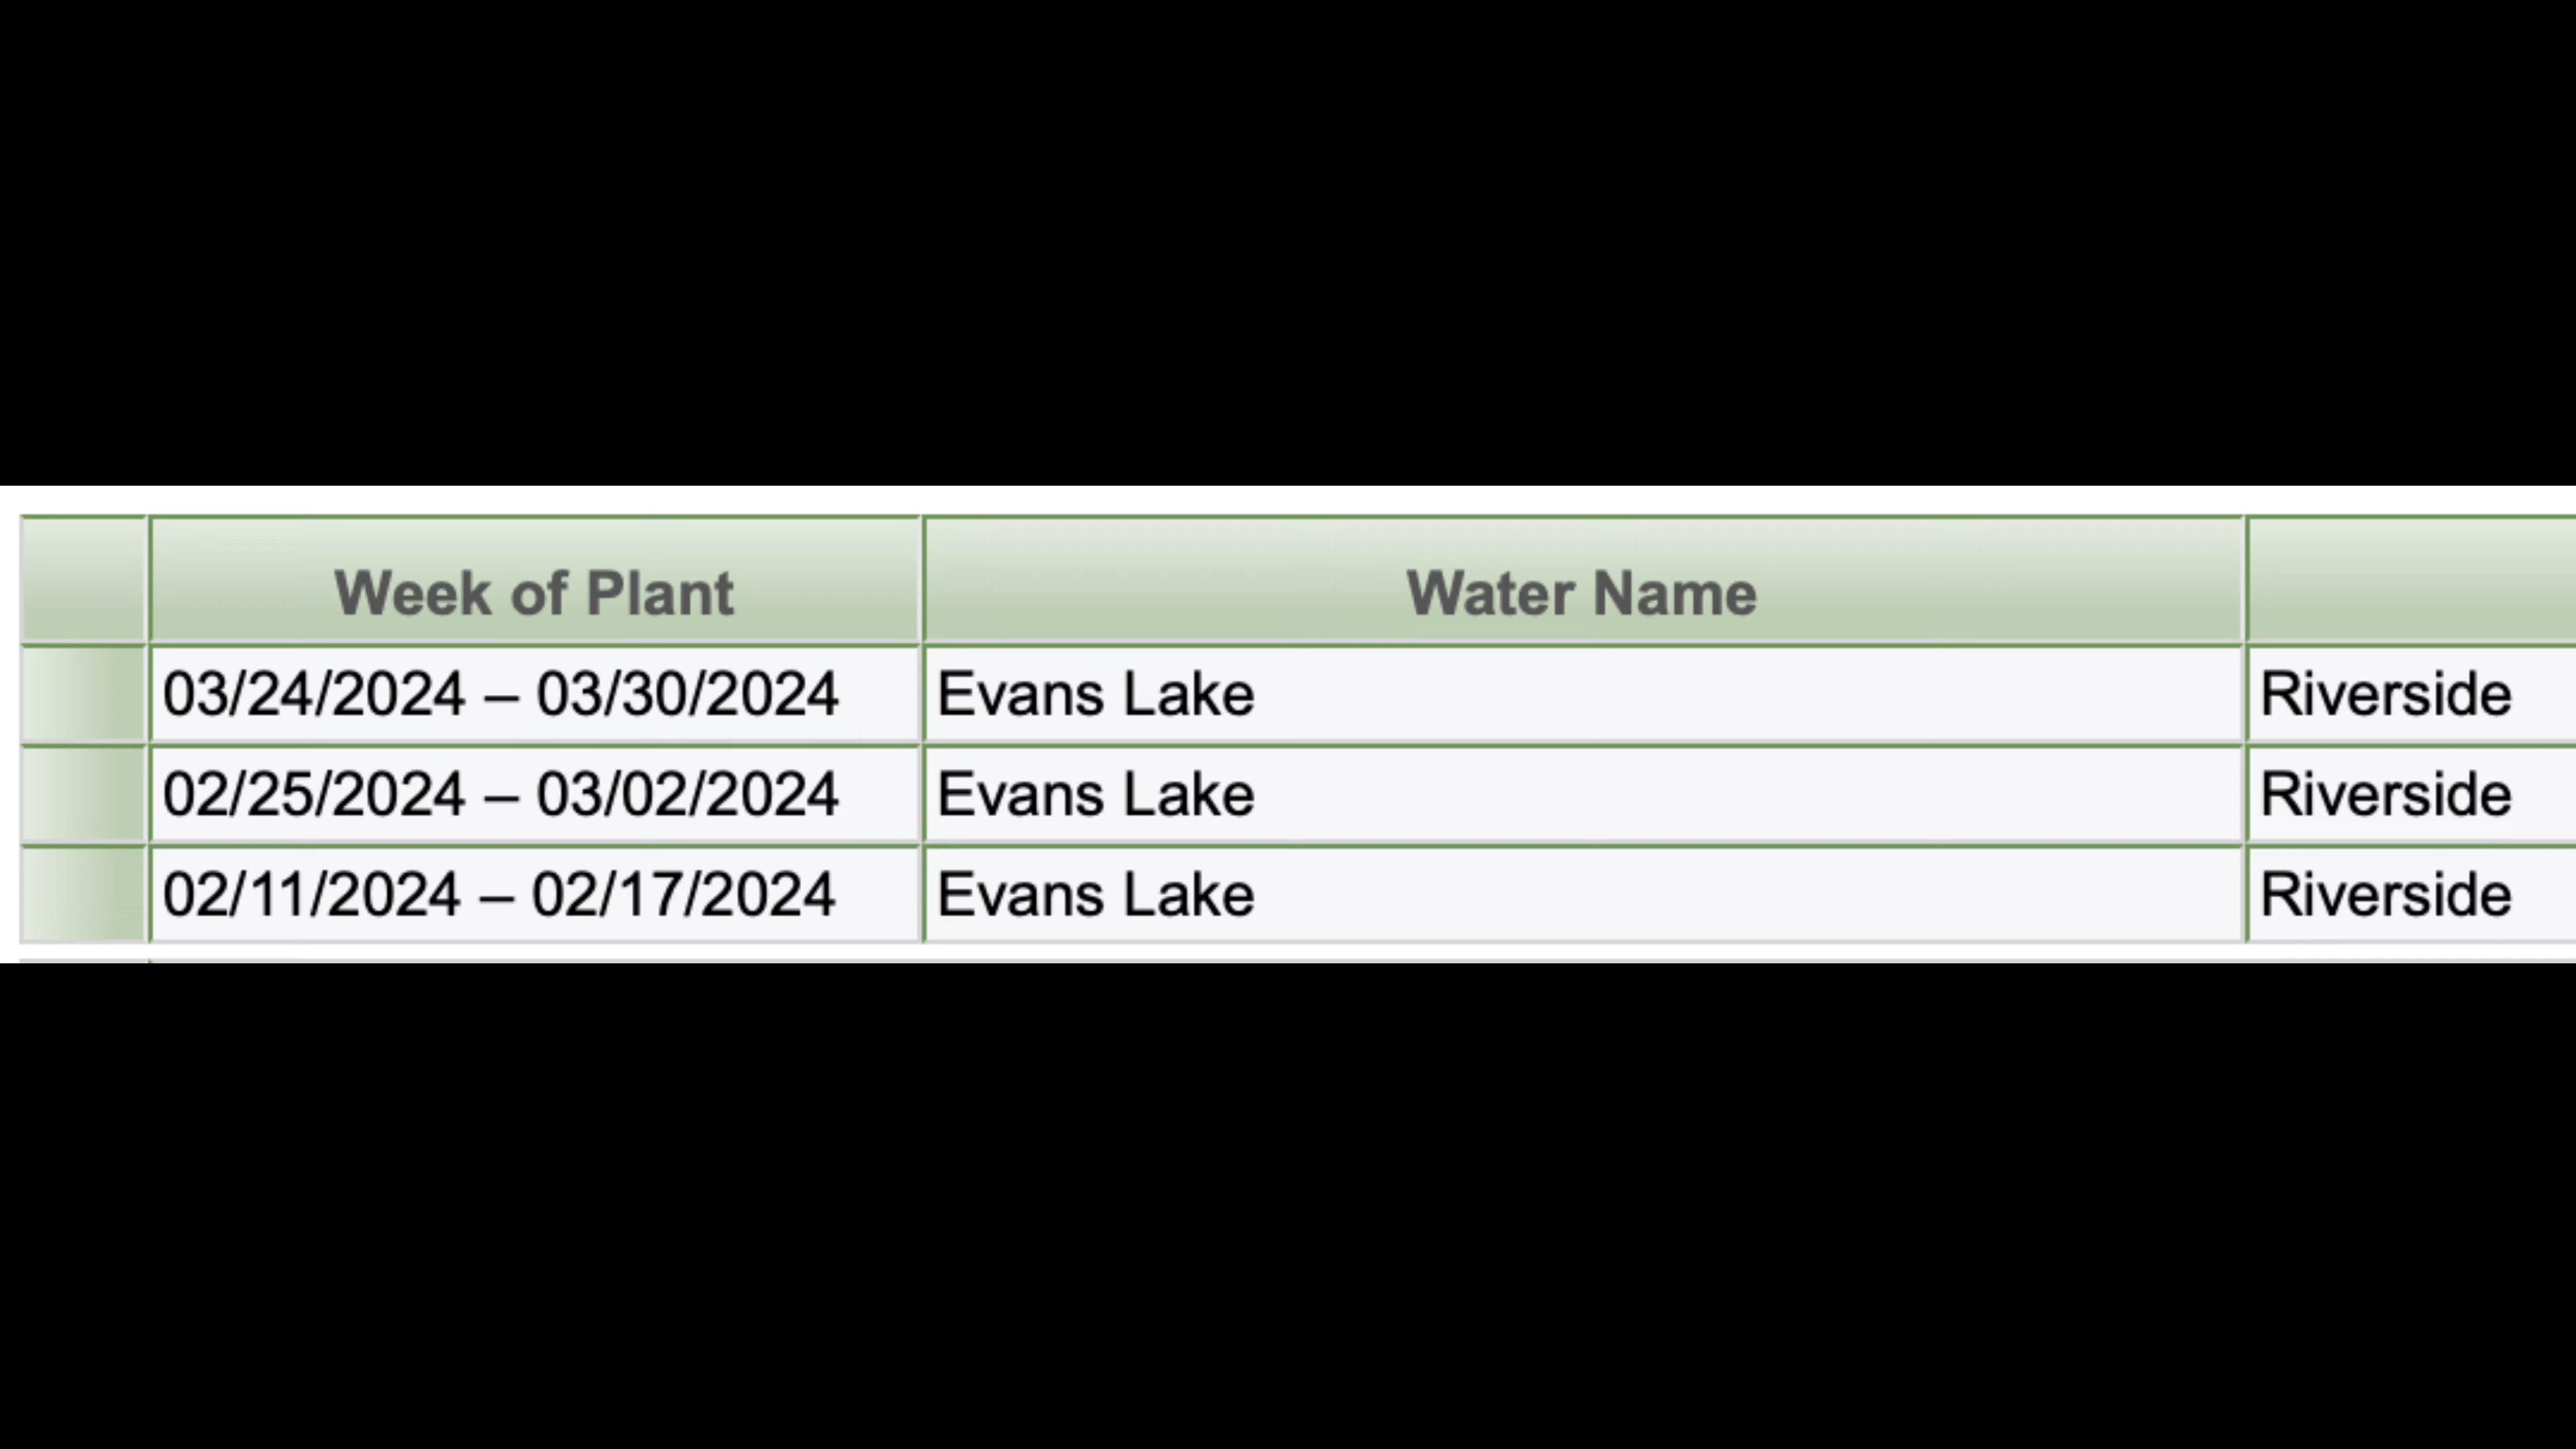 Week of Plant Water Name
03/24/2024 – 03/30/2024 Evans Lake Riverside
02/25/2024 – 03/02/2024 Evans Lake Riverside
02/11/2024 – 02/17/2024 Evans Lake Riverside